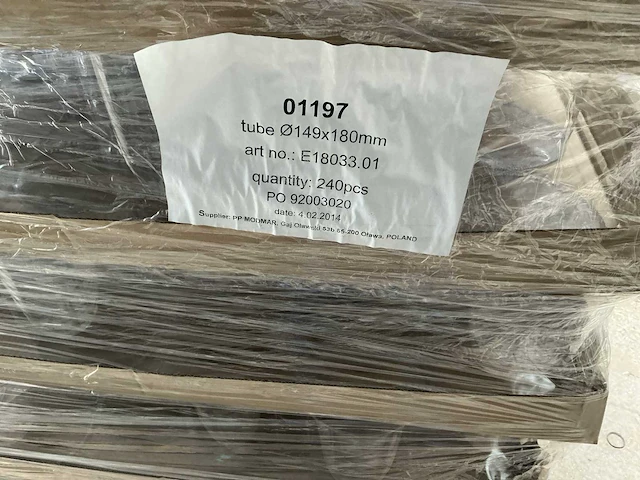 01197
tube Ø149x180mm
art no.: E18033.01
quantity: 240pcs
PO 92003020
date: 4.02.2014
Supplier: PP MODMAR, Gaj Oławski 53b 55-200 Oława, POLAND